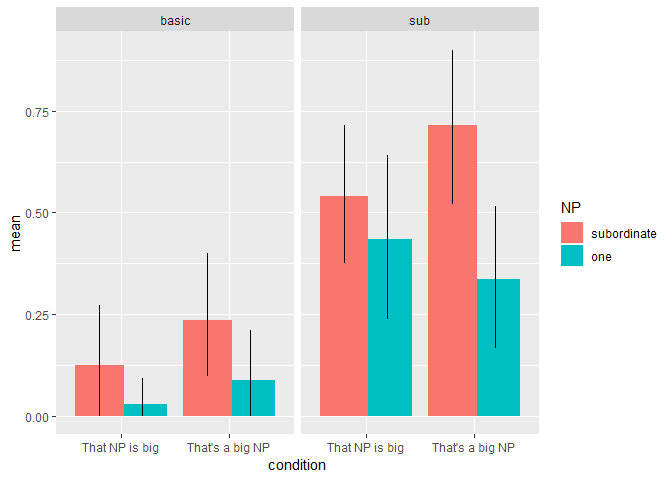 basic sub
0.75
0.50
0.25
0.00
mean
NP
subordinate
one
That NP is big That's a big NP That NP is big That's a big NP
condition